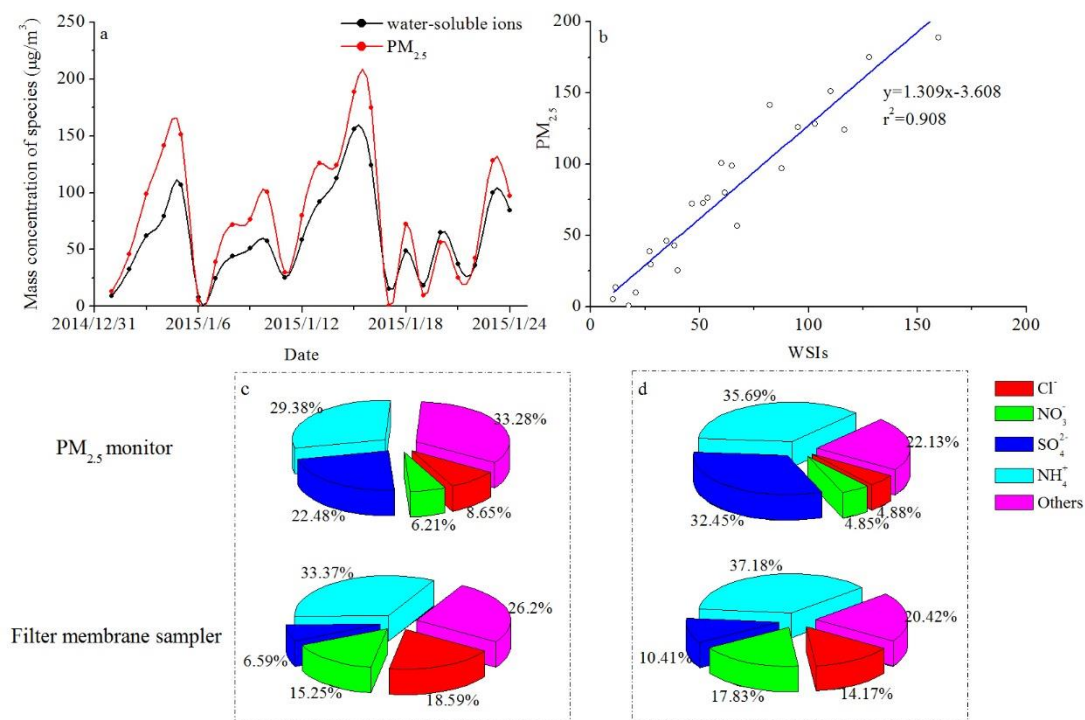 a
water-soluble ions
PM2.5
Mass concentration of species (μg/m³)
250
200
150
100
50
0
2014/12/31
2015/1/6
2015/1/12
2015/1/18
2015/1/24
Date
b
y=1.309x-3.608
r²=0.908
PM2.5
200
150
100
50
0
0
50
100
150
200
WSIs
PM2.5 monitor
c
29.38%
33.28%
22.48%
6.21%
8.65%
d
35.69%
22.13%
32.45%
4.85%
4.88%
Cl⁻
NO₃⁻
SO₄²⁻
NH₄⁺
Others
Filter membrane sampler
33.37%
26.2%
6.59%
15.25%
18.59%
37.18%
20.42%
10.41%
17.83%
14.17%